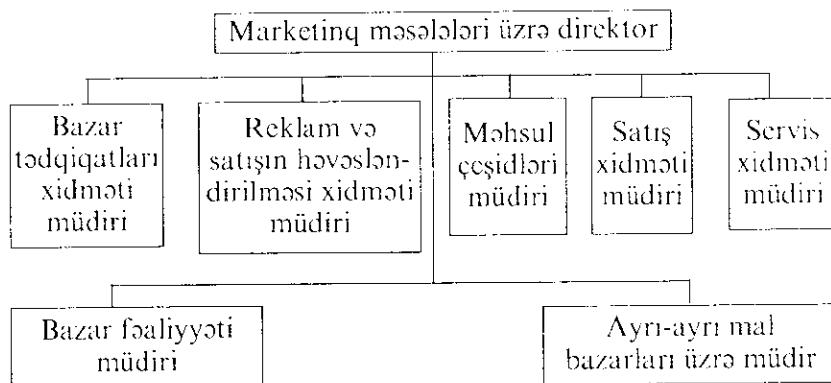 Marketinq məsələləri üzrə direktor
Bazar
tədqiqatları
xidməti
müdiri
Reklam və
satışın həvəslən-
dirilməsi xidməti
müdiri
Məhsul
çeşidləri
müdiri
Satış
xidməti
müdiri
Servis
xidməti
müdiri
Bazar fəaliyyəti
müdiri
Ayrı-ayrı mal
bazarları üzrə müdir